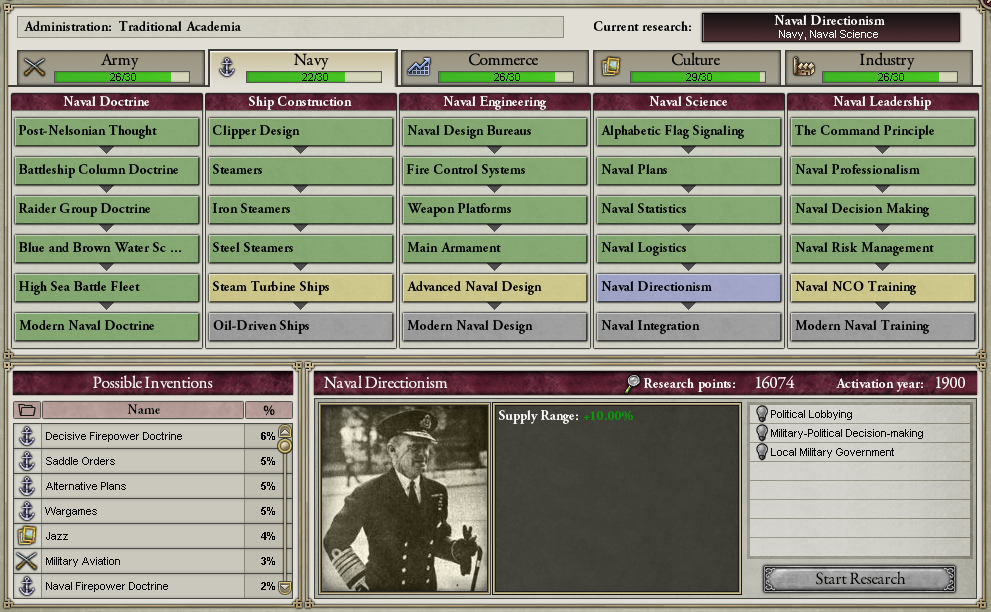 Administration: Traditional Academia
Current research:
Naval Directionism
Navy, Naval Science
Army
26/30
Navy
22/30
Commerce
26/30
Culture
29/30
Industry
26/30
Naval Doctrine
Ship Construction
Naval Engineering
Naval Science
Naval Leadership
Post-Nelsonian Thought
Clipper Design
Naval Design Bureaus
Alphabetic Flag Signaling
The Command Principle
Battleship Column Doctrine
Steamers
Fire Control Systems
Naval Plans
Naval Professionalism
Raider Group Doctrine
Iron Steamers
Weapon Platforms
Naval Statistics
Naval Decision Making
Blue and Brown Water Sc ...
Steel Steamers
Main Armament
Naval Logistics
Naval Risk Management
High Sea Battle Fleet
Steam Turbine Ships
Advanced Naval Design
Naval Directionism
Naval NCO Training
Modern Naval Doctrine
Oil-Driven Ships
Modern Naval Design
Naval Integration
Modern Naval Training
Possible Inventions
Name %
Decisive Firepower Doctrine 6%
Saddle Orders 5%
Alternative Plans 5%
Wargames 5%
Jazz 4%
Military Aviation 3%
Naval Firepower Doctrine 2%
Naval Directionism
Research points: 16074
Activation year: 1900
Supply Range: +10.00%
Political Lobbying
Military-Political Decision-making
Local Military Government
Start Research